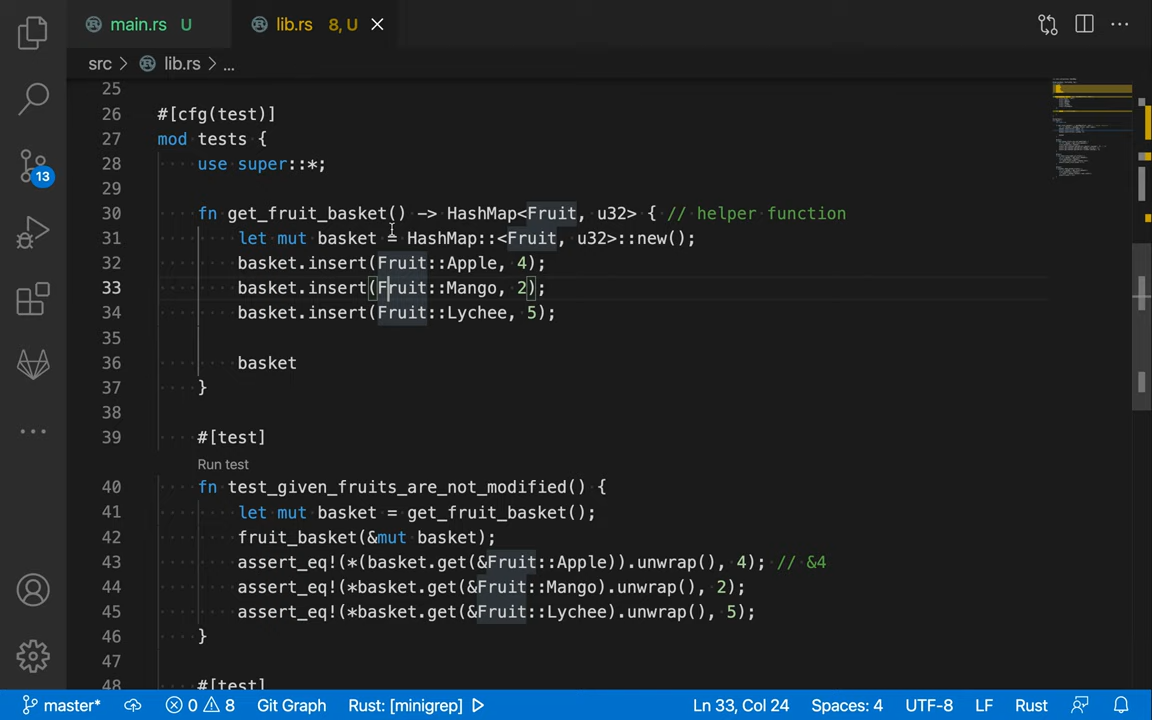 main.rs U lib.rs 8, U
src > lib.rs > ...
25
26 #[cfg(test)]
27 mod tests {
28 use super::*;
29
30 fn get_fruit_basket() -> HashMap<Fruit, u32> { // helper function
31 let mut basket = HashMap::<Fruit, u32>::new();
32 basket.insert(Fruit::Apple, 4);
33 basket.insert(Fruit::Mango, 2);
34 basket.insert(Fruit::Lychee, 5);
35
36 basket
37 }
38
39 #[test]
Run test
40 fn test_given_fruits_are_not_modified() {
41 let mut basket = get_fruit_basket();
42 fruit_basket(&mut basket);
43 assert_eq!(*(basket.get(&Fruit::Apple)).unwrap(), 4); // &4
44 assert_eq!(*basket.get(&Fruit::Mango).unwrap(), 2);
45 assert_eq!(*basket.get(&Fruit::Lychee).unwrap(), 5);
46 }
47
48 #[test]
13
master* 0 8 Git Graph Rust: [minigrep] Ln 33, Col 24 Spaces: 4 UTF-8 LF Rust